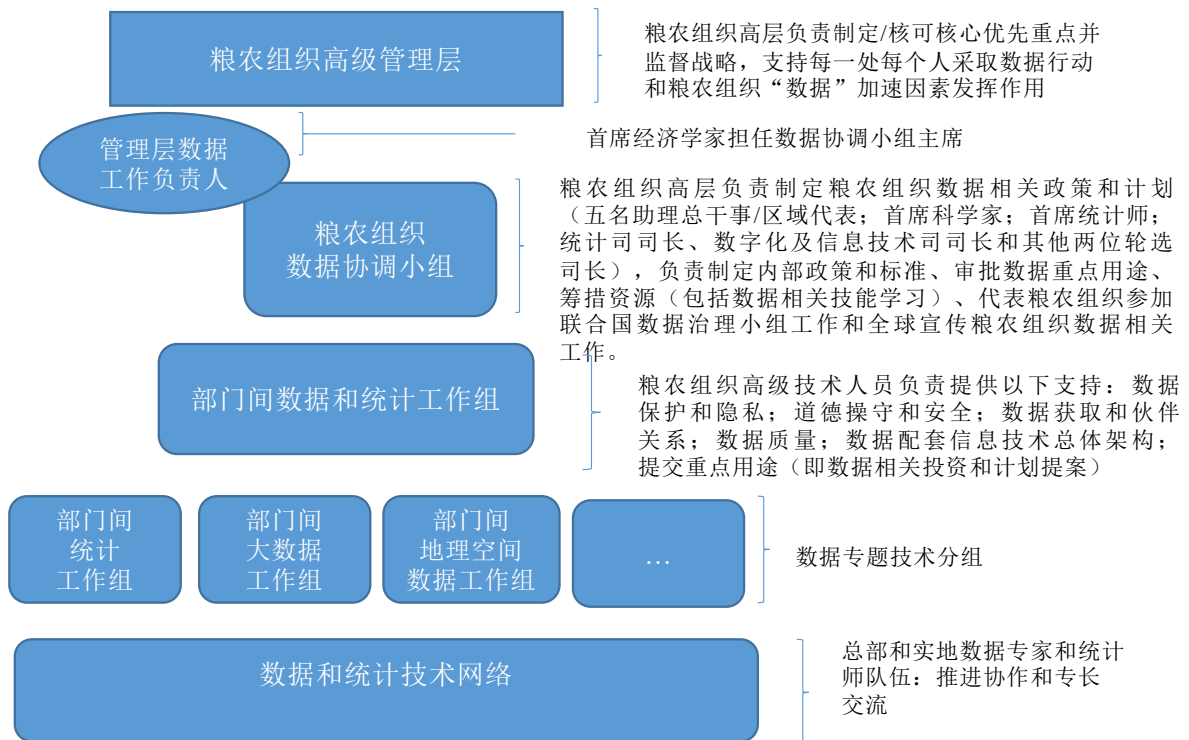 粮农组织高级管理层
粮农组织高层负责制定/核可核心优先重点并
监督战略，支持每一处每个人采取数据行动
和粮农组织“数据”加速因素发挥作用
管理层数据
工作负责人
首席经济学家担任数据协调小组主席
粮农组织
数据协调小组
粮农组织高层负责制定粮农组织数据相关政策和计划
（五名助理总干事/区域代表；首席科学家；首席统计师；
统计司司长、数字化及信息技术司司长和其他两位轮选
司长），负责制定内部政策和标准、审批数据重点用途、
筹措资源（包括数据相关技能学习）、代表粮农组织参加
联合国数据治理小组工作和全球宣传粮农组织数据相关
工作。
部门间数据和统计工作组
粮农组织高级技术人员负责提供以下支持：数据
保护和隐私；道德操守和安全；数据获取和伙伴
关系；数据质量；数据配套信息技术总体架构；
提交重点用途（即数据相关投资和计划提案）
部门间
统计
工作组
部门间
大数据
工作组
部门间
地理空间
数据工作组
…
数据专题技术分组
数据和统计技术网络
总部和实地数据专家和统计
师队伍：推进协作和专长
交流